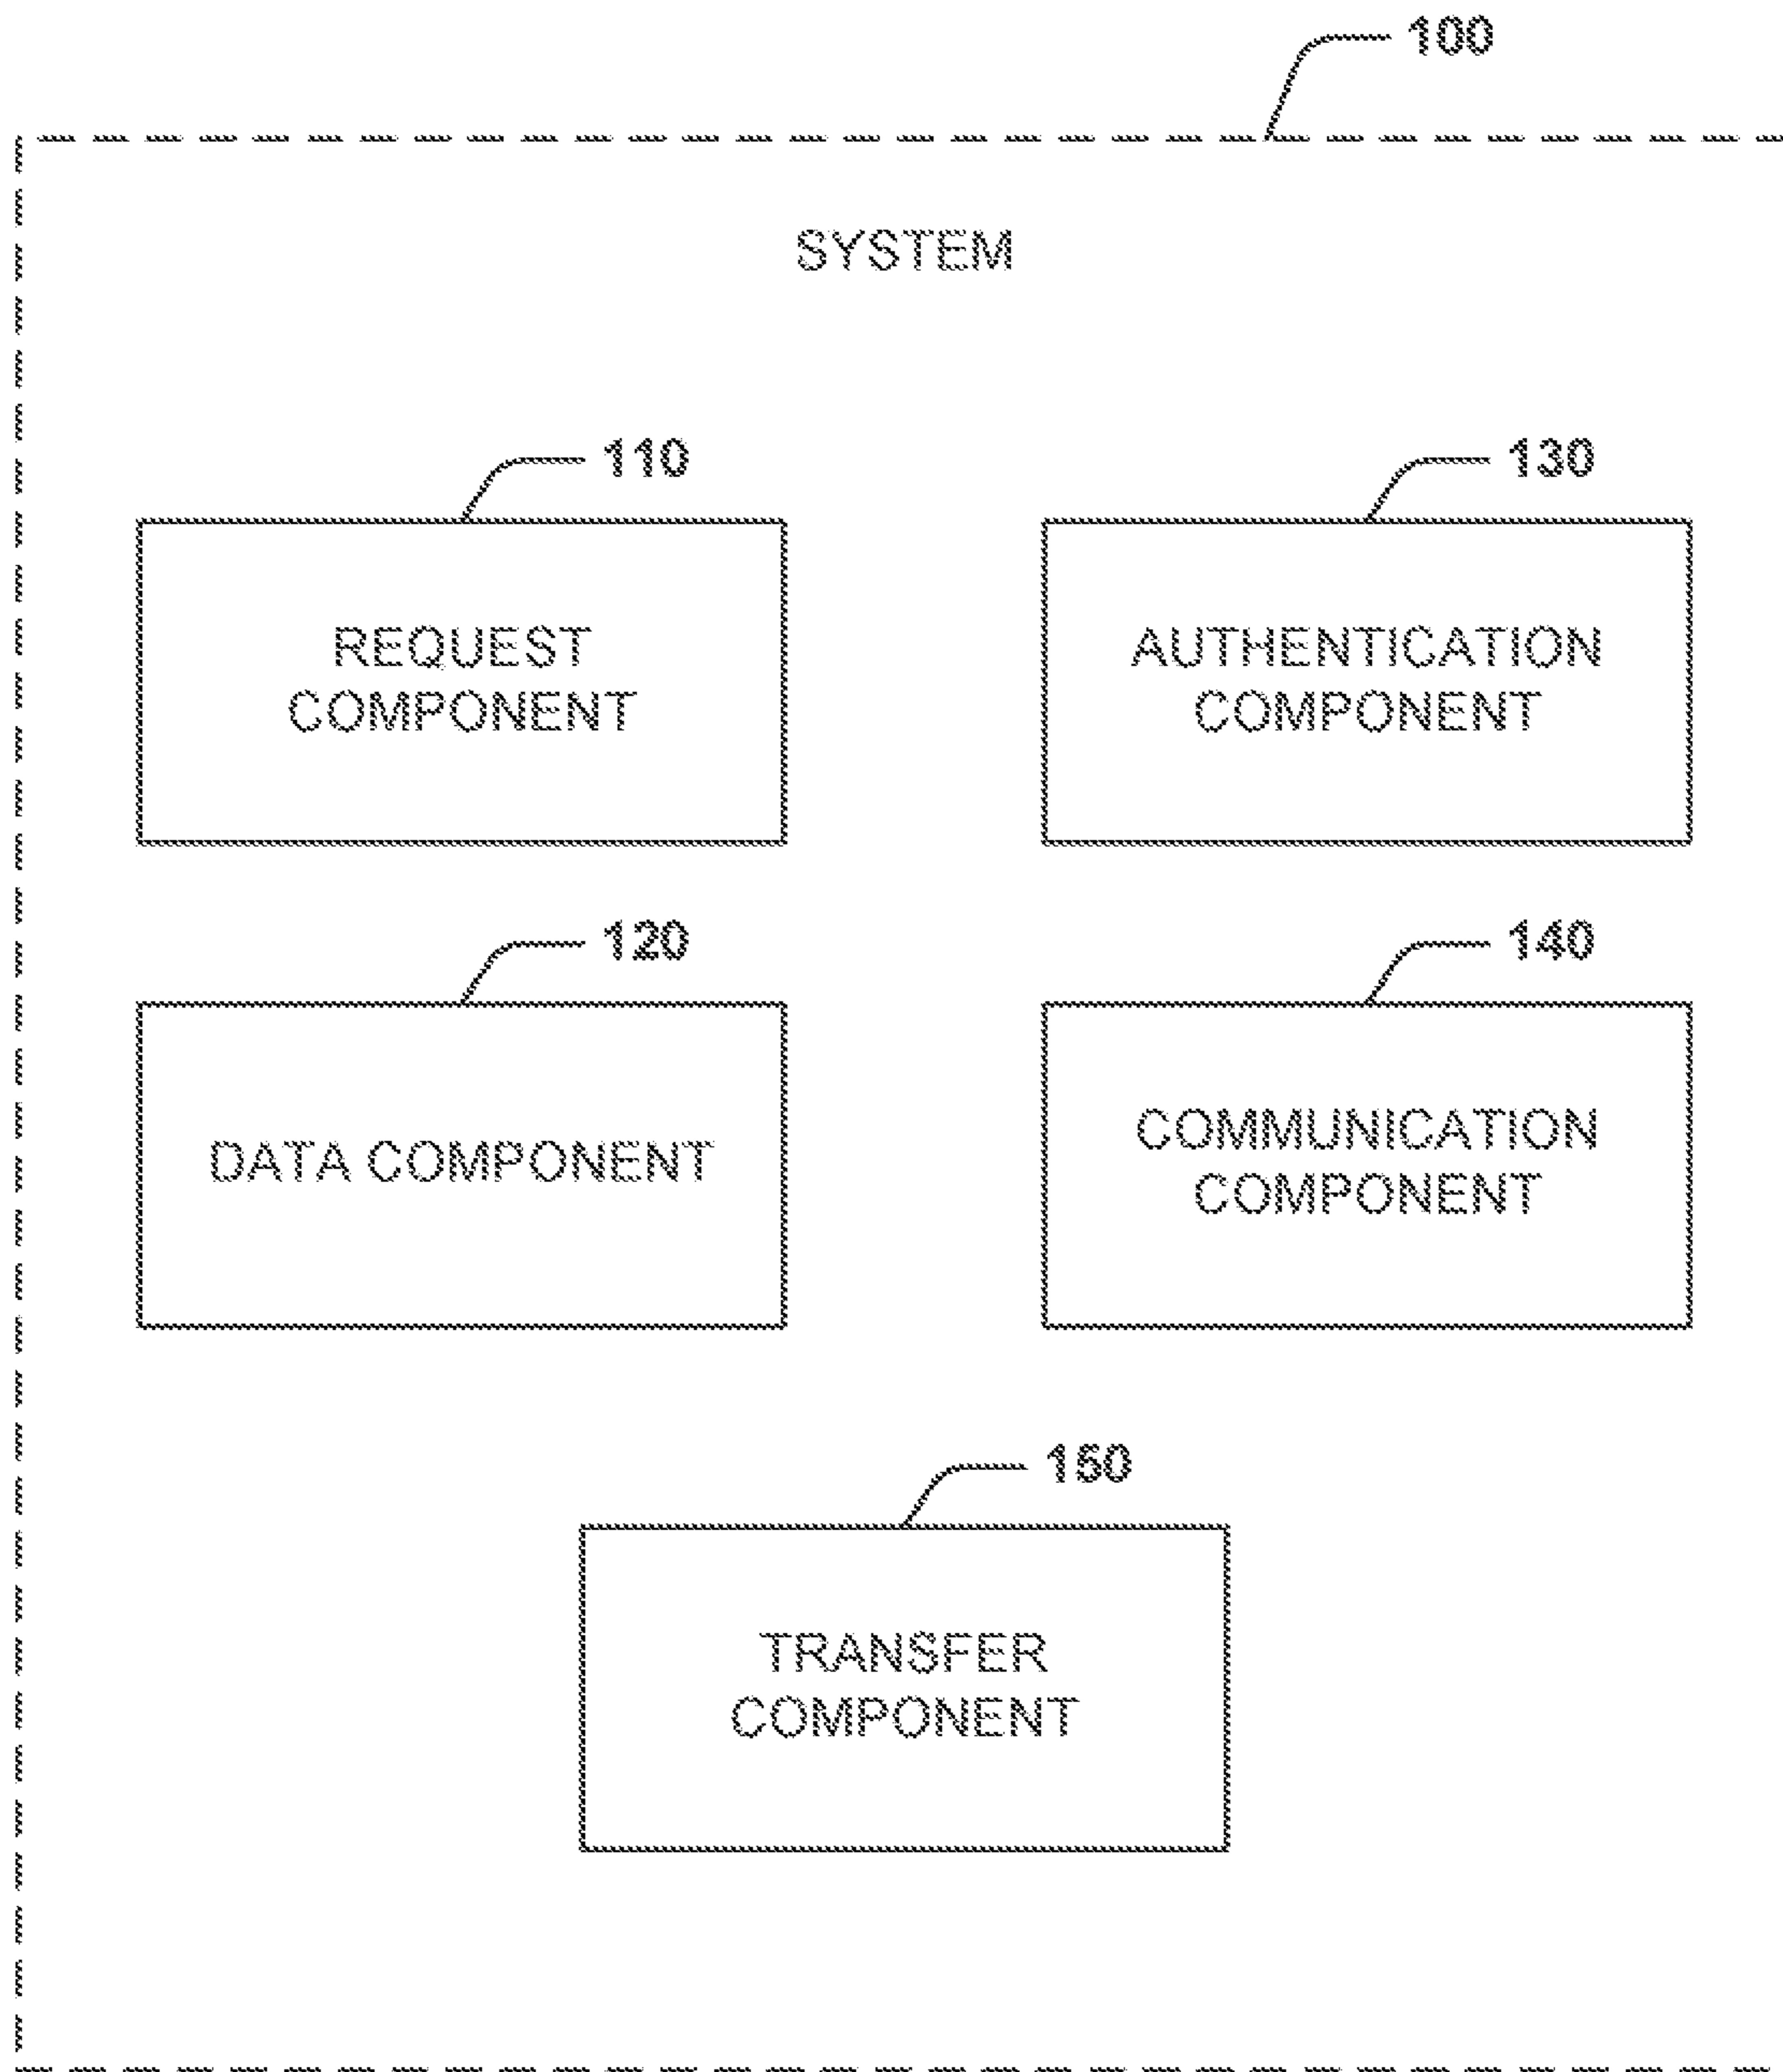 100
SYSTEM
110
REQUEST
COMPONENT
130
AUTHENTICATION
COMPONENT
120
DATA COMPONENT
140
COMMUNICATION
COMPONENT
150
TRANSFER
COMPONENT